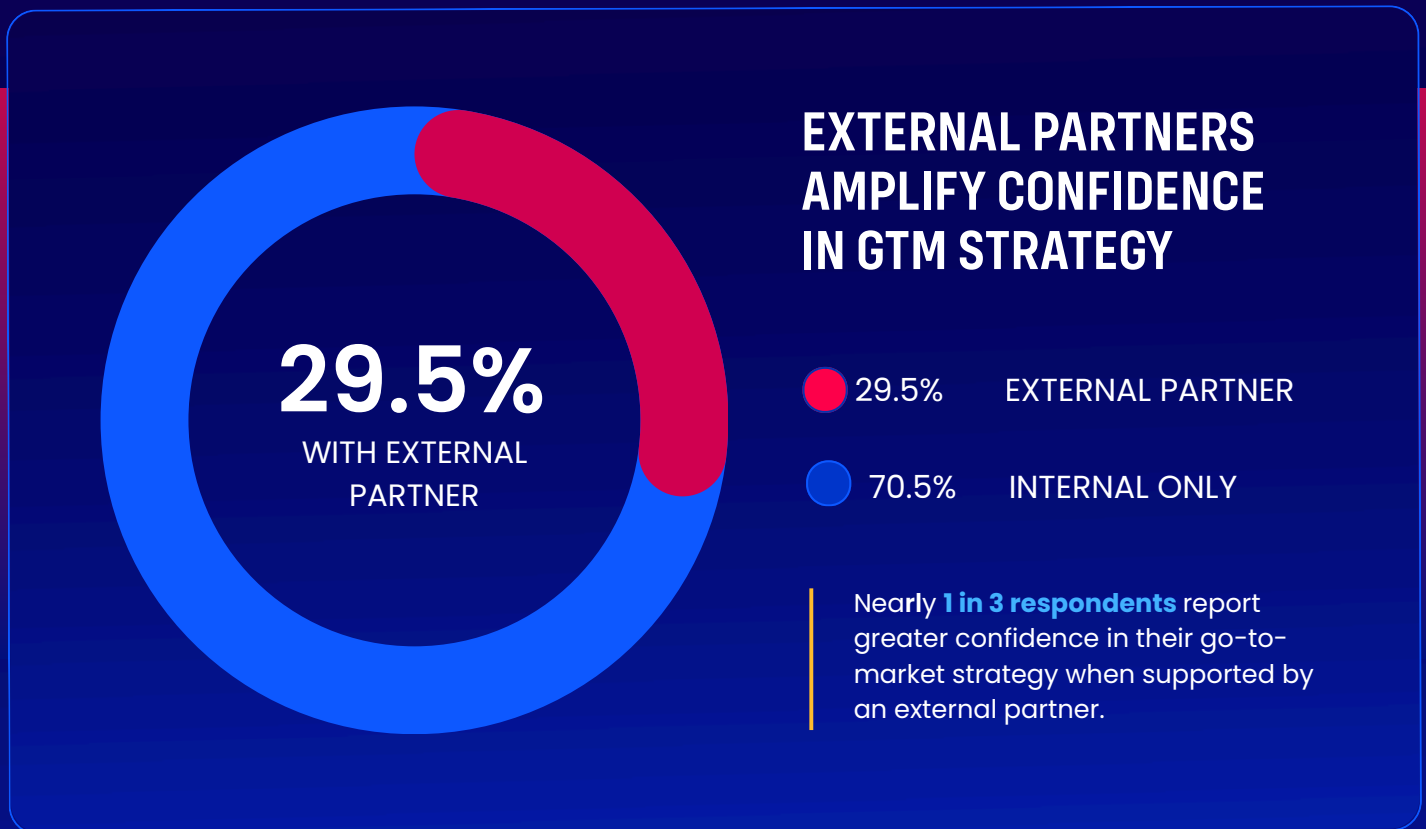 EXTERNAL PARTNERS
AMPLIFY CONFIDENCE
IN GTM STRATEGY
29.5%
WITH EXTERNAL
PARTNER
29.5% EXTERNAL PARTNER
70.5% INTERNAL ONLY
Nearly 1 in 3 respondents report
greater confidence in their go-to-
market strategy when supported by
an external partner.